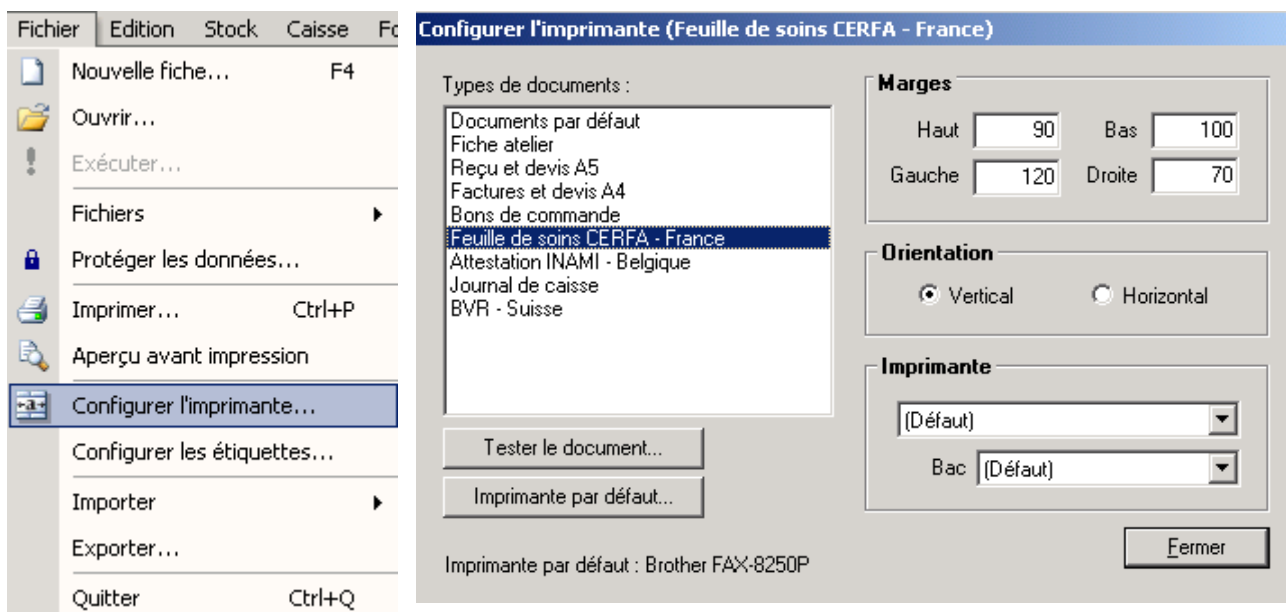 Fichier Edition Stock Caisse Fo
Nouvelle fiche... F4
Ouvrir...
Exécuter...
Fichiers
Protéger les données...
Imprimer... Ctrl+P
Aperçu avant impression
Configurer l'imprimante...
Configurer les étiquettes...
Importer
Exporter...
Quitter Ctrl+Q
Configurer l'imprimante (Feuille de soins CERFA - France)
Types de documents :
Documents par défaut
Fiche atelier
Reçu et devis A5
Factures et devis A4
Bons de commande
Feuille de soins CERFA - France
Attestation INAMI - Belgique
Journal de caisse
BVR - Suisse
Tester le document...
Imprimante par défaut...
Imprimante par défaut : Brother FAX-8250P
Marges
Haut 90 Bas 100
Gauche 120 Droite 70
Orientation
Vertical Horizontal
Imprimante
(Défaut)
Bac (Défaut)
Fermer